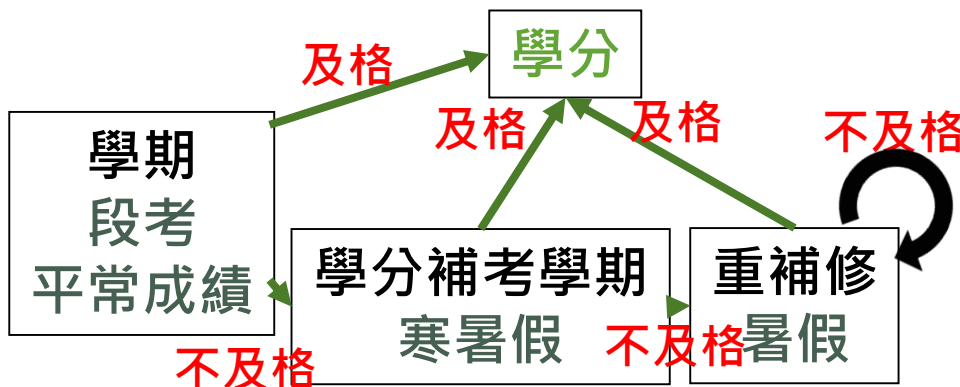 學分
及格
及格
及格
不及格
學期
段考
平常成績
不及格
學分補考學期
寒暑假
不及格
重補修
暑假